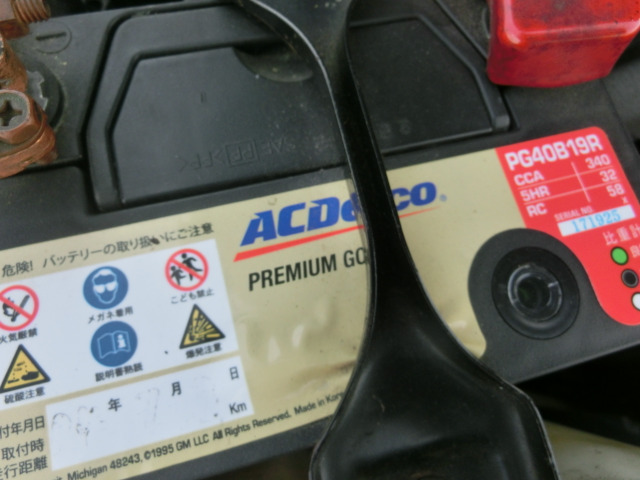 PG40B19R
CCA 340
5HR 32
RC 58
SERIAL NO
171025
比重計
ACDelco
PREMIUM GO
危険! バッテリーの取り扱いにご注意
火気厳禁
メガネ着用
こども禁止
硫酸注意
説明書熟読
爆発注意
付年月日 年 月 日
取付時 Km
走行距離
Michigan 48243, ©1995 GM LLC All Rights Reserved. Made in Korea